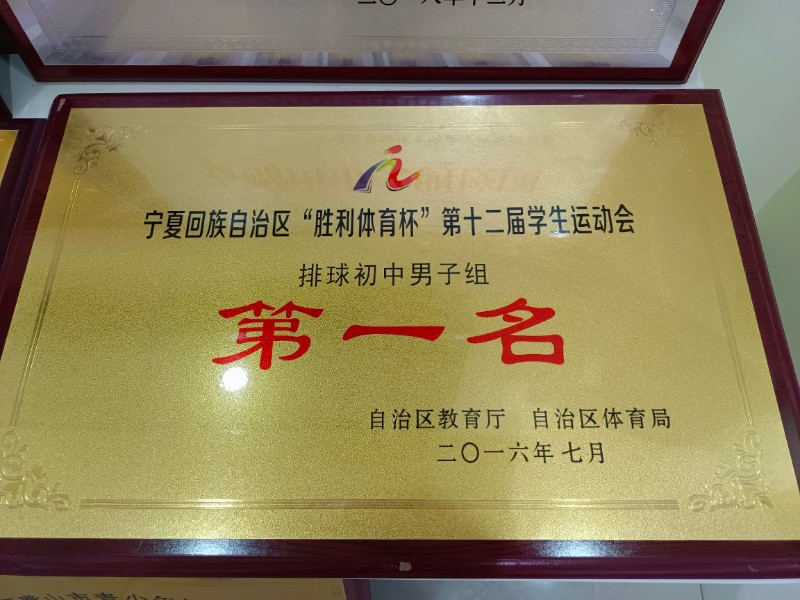 宁夏回族自治区“胜利体育杯”第十二届学生运动会
排球初中男子组
第一名
自治区教育厅 自治区体育局
二〇一六年七月